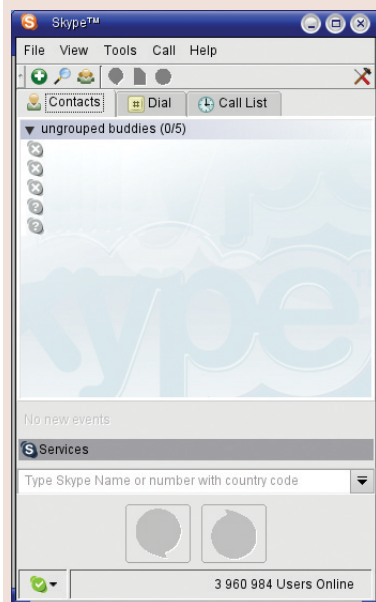 Skype™
File View Tools Call Help
Contacts # Dial Call List
ungrouped buddies (0/5)
skype™
No new events
S Services
Type Skype Name or number with country code
3 960 984 Users Online